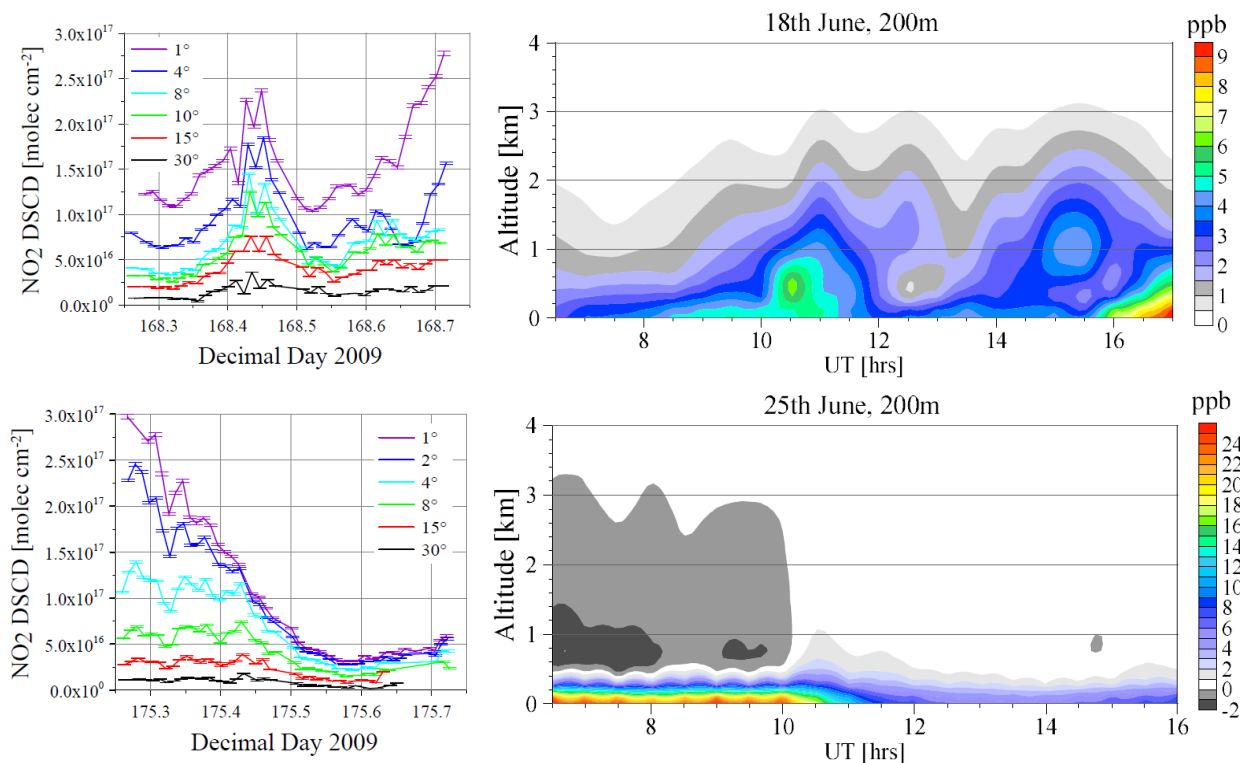 3.0x10^17
2.5x10^17
2.0x10^17
1.5x10^17
1.0x10^17
5.0x10^16
0.0x10^0
NO2 DSCD [molec cm-2]
1°
4°
8°
10°
15°
30°
168.3 168.4 168.5 168.6 168.7
Decimal Day 2009
18th June, 200m
4
3
2
1
0
Altitude [km]
8 10 12 14 16
UT [hrs]
ppb
9
8
7
6
5
4
3
2
1
0
3.0x10^17
2.5x10^17
2.0x10^17
1.5x10^17
1.0x10^17
5.0x10^16
0.0x10^0
NO2 DSCD [molec cm-2]
1°
2°
4°
8°
15°
30°
175.3 175.4 175.5 175.6 175.7
Decimal Day 2009
25th June, 200m
4
3
2
1
0
Altitude [km]
8 10 12 14 16
UT [hrs]
ppb
24
22
20
18
16
14
12
10
8
6
4
2
0
-2